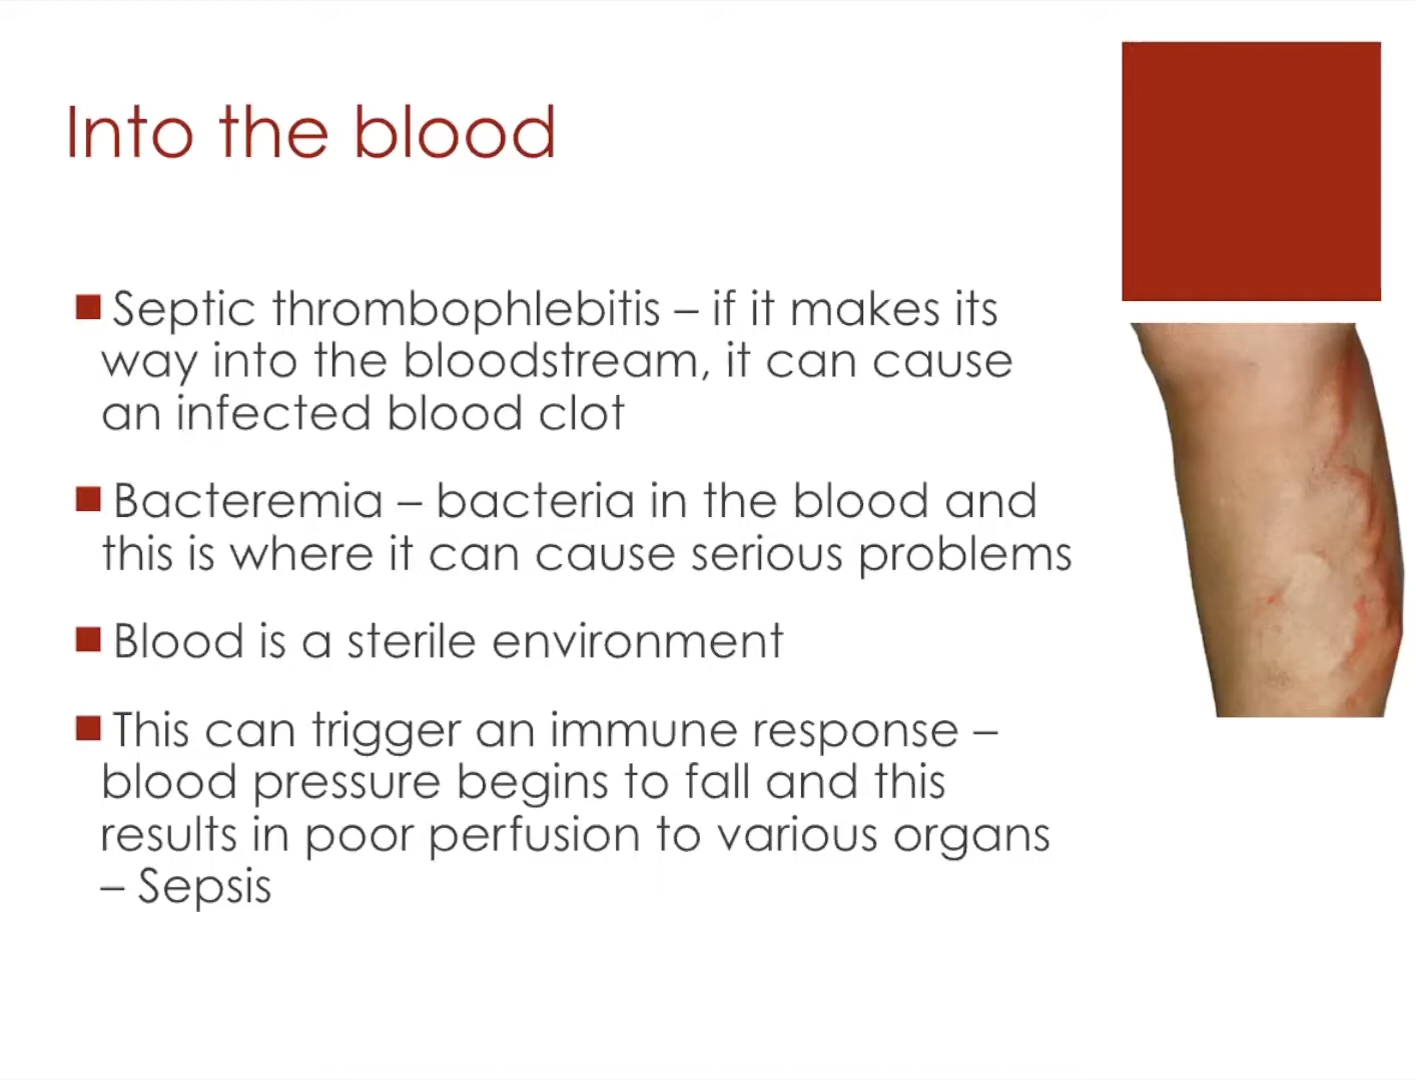 Into the blood
Septic thrombophlebitis – if it makes its
way into the bloodstream, it can cause
an infected blood clot
Bacteremia – bacteria in the blood and
this is where it can cause serious problems
Blood is a sterile environment
This can trigger an immune response –
blood pressure begins to fall and this
results in poor perfusion to various organs
– Sepsis